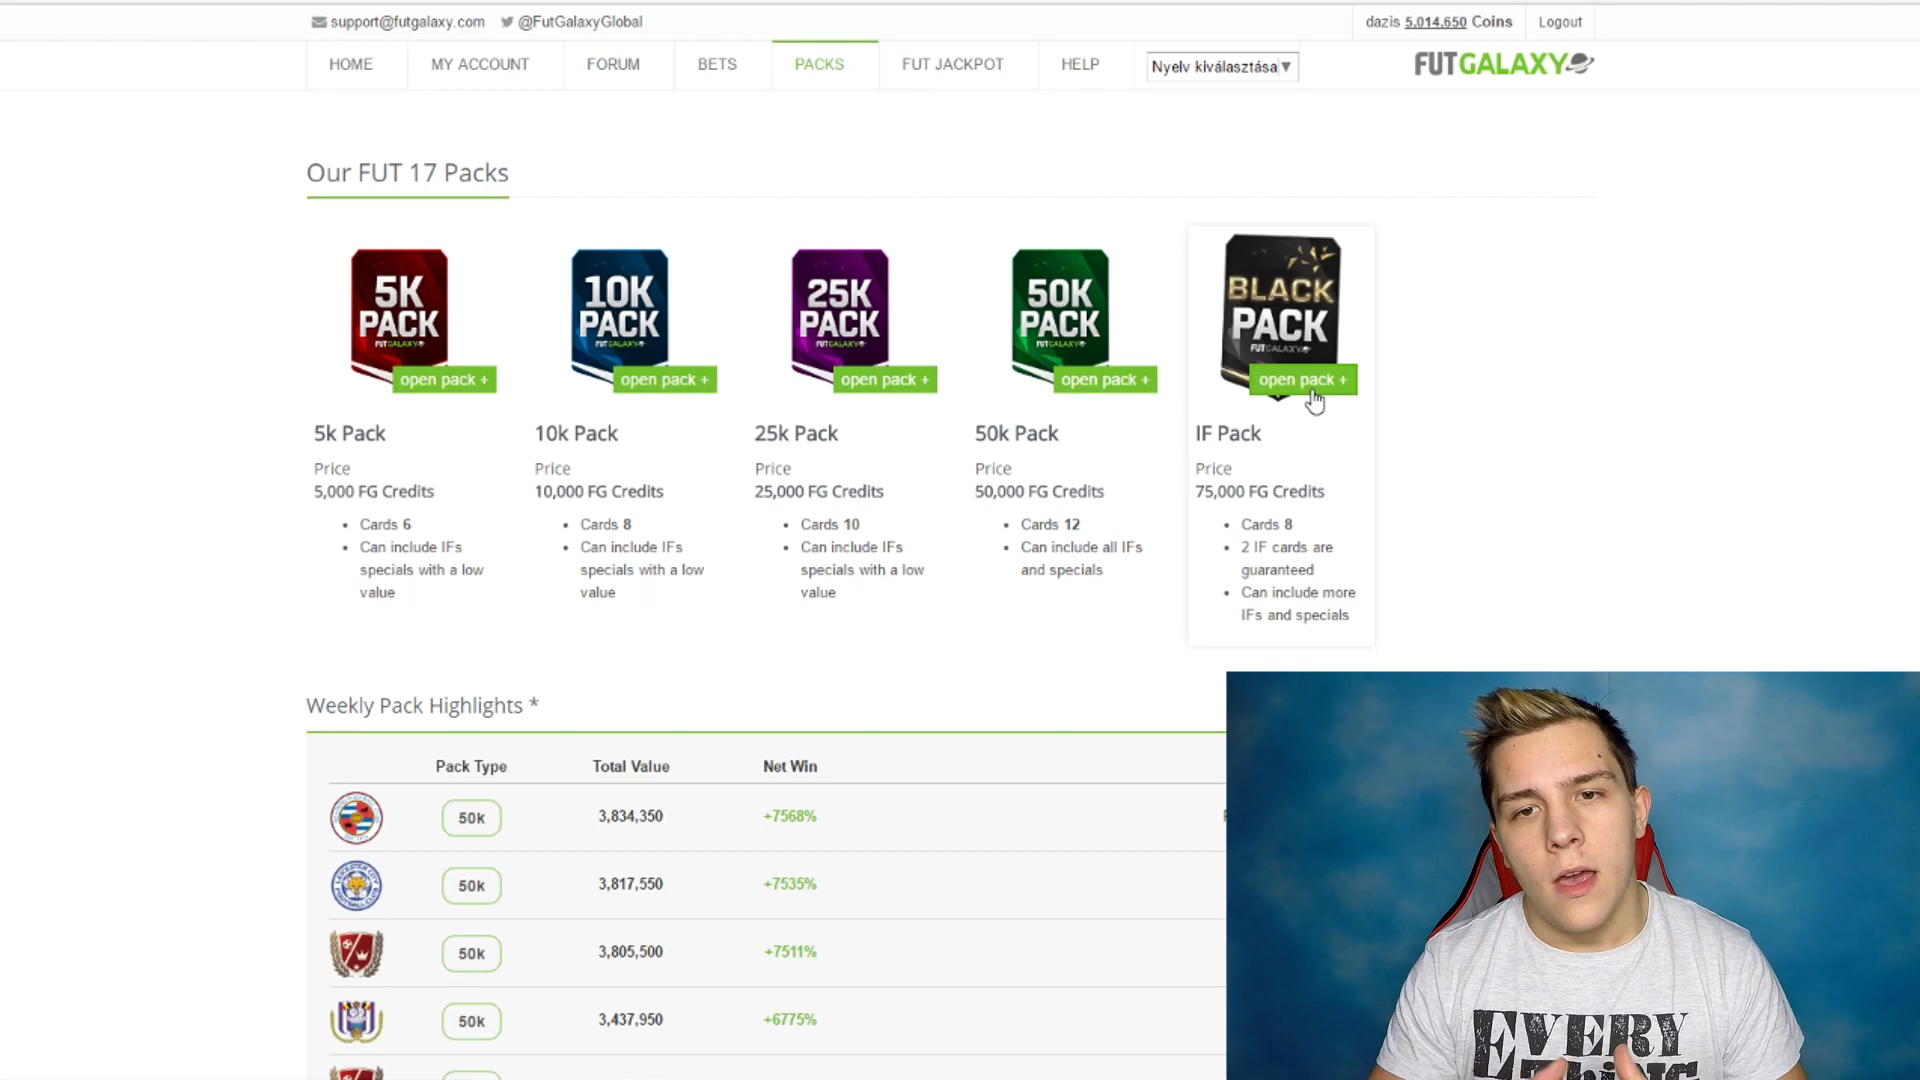 support@futgalaxy.com @FutGalaxyGlobal
dazis 5,014,650 Coins Logout
HOME MY ACCOUNT FORUM BETS PACKS FUT JACKPOT HELP Nyelv kiválasztása FUTGALAXY
Our FUT 17 Packs
5K PACK FUTGALAXY
open pack +
10K PACK FUTGALAXY
open pack +
25K PACK FUTGALAXY
open pack +
50K PACK FUTGALAXY
open pack +
BLACK PACK FUTGALAXY
open pack +
5k Pack
Price
5,000 FG Credits
Cards 6
Can include IFs
specials with a low
value
10k Pack
Price
10,000 FG Credits
Cards 8
Can include IFs
specials with a low
value
25k Pack
Price
25,000 FG Credits
Cards 10
Can include IFs
specials with a low
value
50k Pack
Price
50,000 FG Credits
Cards 12
Can include all IFs
and specials
IF Pack
Price
75,000 FG Credits
Cards 8
2 IF cards are
guaranteed
Can include more
IFs and specials
Weekly Pack Highlights *
Pack Type Total Value Net Win
50k 3,834,350 +7568%
50k 3,817,550 +7535%
50k 3,805,500 +7511%
50k 3,437,950 +6775%
EVERY
THiNG